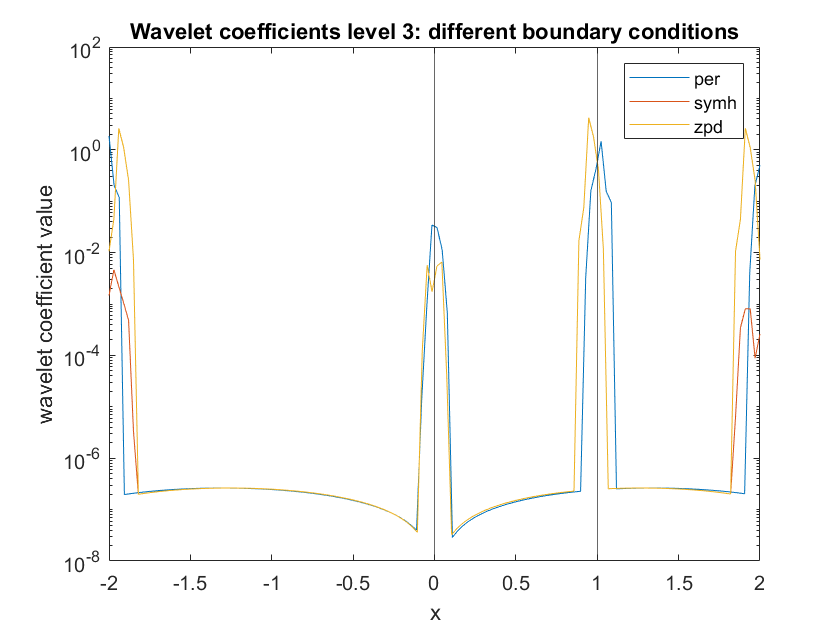 Wavelet coefficients level 3: different boundary conditions
per
symh
zpd
wavelet coefficient value
10^2
10^0
10^-2
10^-4
10^-6
10^-8
-2 -1.5 -1 -0.5 0 0.5 1 1.5 2
x